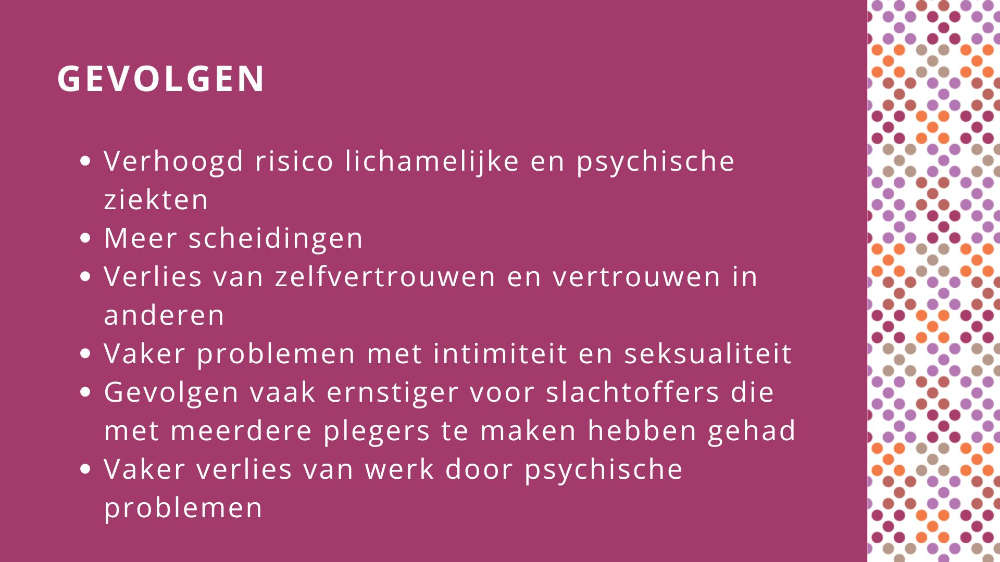 GEVOLGEN
• Verhoogd risico lichamelijke en psychische
ziekten
• Meer scheidingen
• Verlies van zelfvertrouwen en vertrouwen in
anderen
• Vaker problemen met intimiteit en seksualiteit
• Gevolgen vaak ernstiger voor slachtoffers die
met meerdere plegers te maken hebben gehad
• Vaker verlies van werk door psychische
problemen